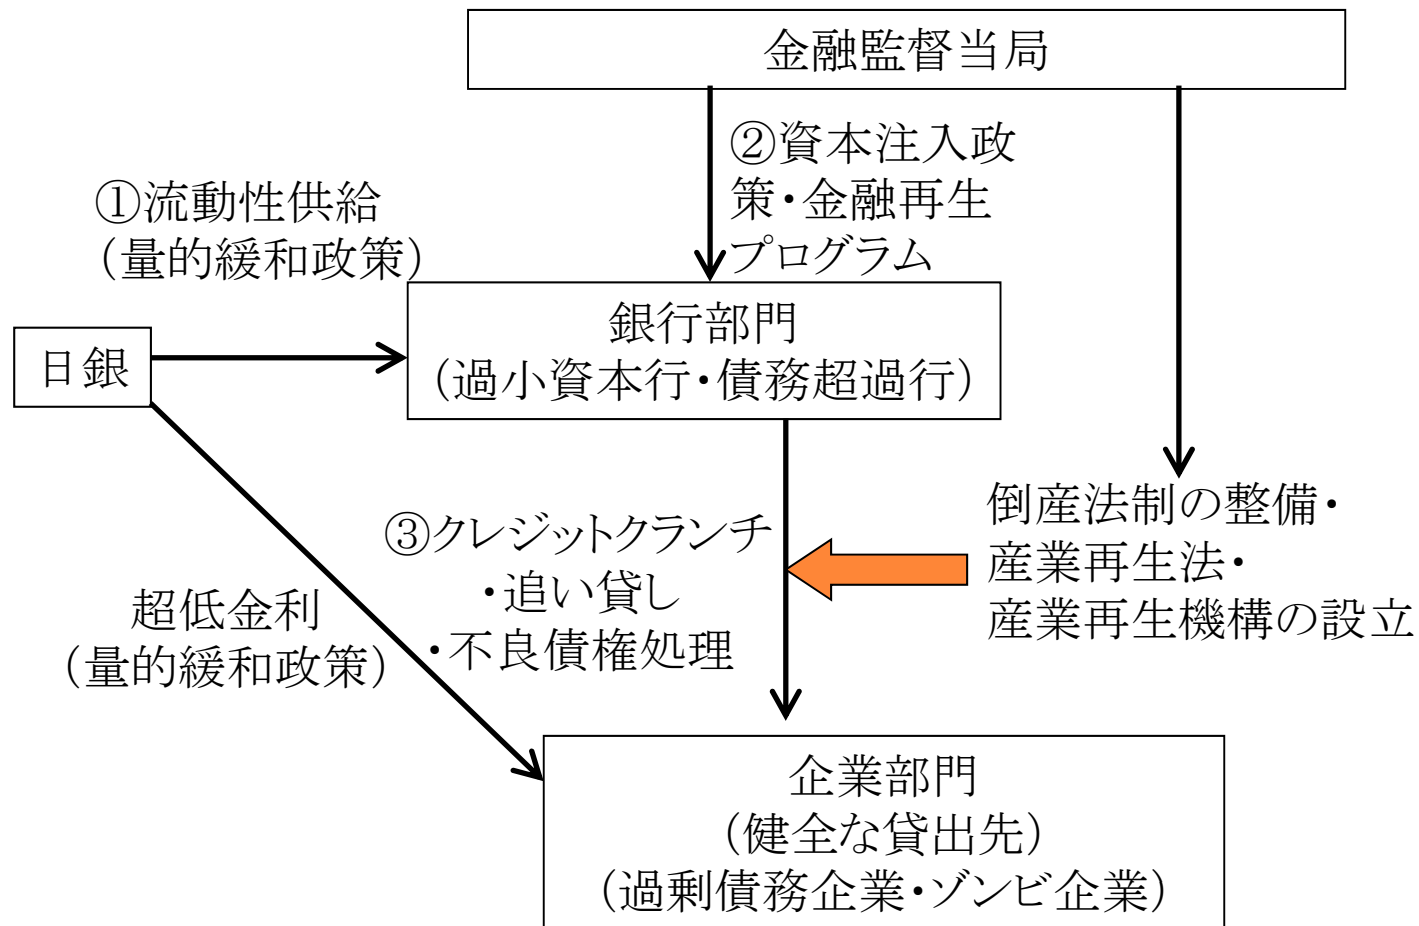 金融監督当局
②資本注入政
策・金融再生
プログラム
①流動性供給
（量的緩和政策）
銀行部門
（過小資本行・債務超過行）
日銀
倒産法制の整備・
産業再生法・
産業再生機構の設立
③クレジットクランチ
・追い貸し
・不良債権処理
超低金利
（量的緩和政策）
企業部門
（健全な貸出先）
（過剰債務企業・ゾンビ企業）